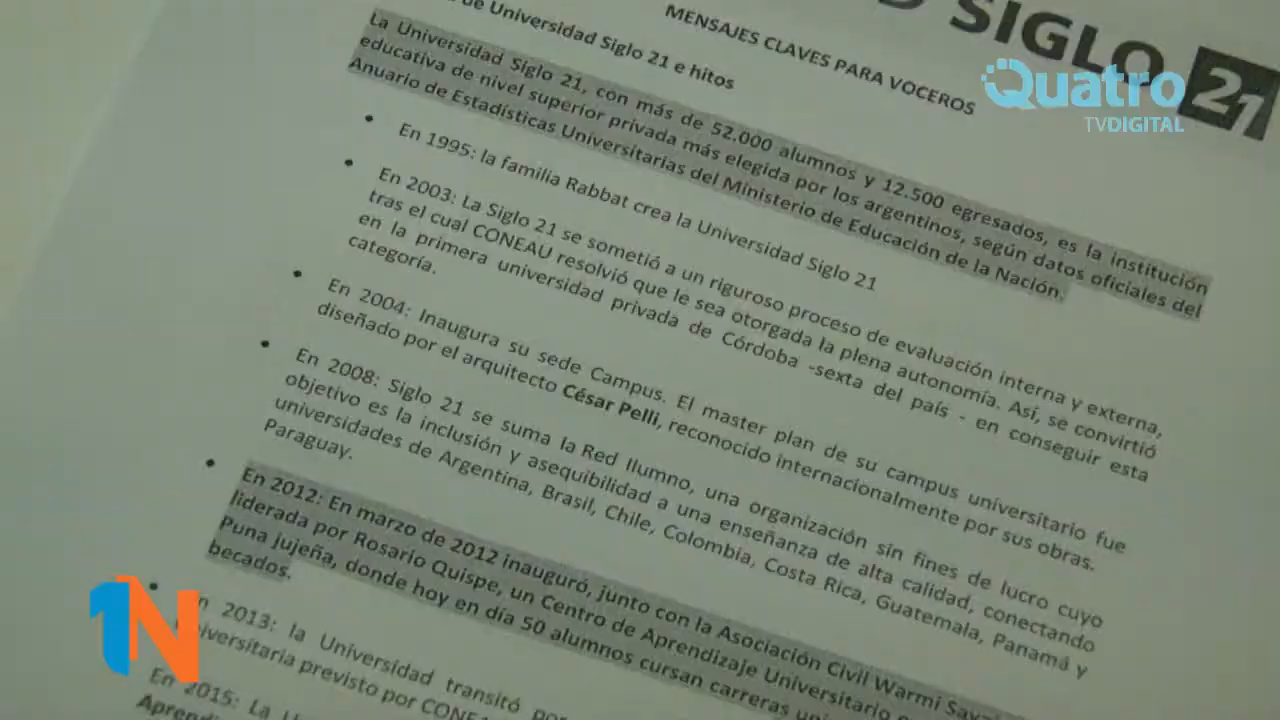 SIGLO 21
Quatro
TVDIGITAL
MENSAJES CLAVES PARA VOCEROS
de Universidad Siglo 21 e hitos
La Universidad Siglo 21, con más de 52.000 alumnos y 12.500 egresados, es la institución
educativa de nivel superior privada más elegida por los argentinos, según datos oficiales del
Anuario de Estadísticas Universitarias del Ministerio de Educación de la Nación.
• En 1995: la familia Rabbat crea la Universidad Siglo 21
• En 2003: La Siglo 21 se sometió a un riguroso proceso de evaluación interna y externa,
tras el cual CONEAU resolvió que le sea otorgada la plena autonomía. Así, se convirtió
en la primera universidad privada de Córdoba -sexta del país - en conseguir esta
categoría.
• En 2004: Inaugura su sede Campus. El master plan de su campus universitario fue
diseñado por el arquitecto César Pelli, reconocido internacionalmente por sus obras.
• En 2008: Siglo 21 se suma la Red Ilumno, una organización sin fines de lucro cuyo
objetivo es la inclusión y asequibilidad a una enseñanza de alta calidad, conectando
universidades de Argentina, Brasil, Chile, Colombia, Costa Rica, Guatemala, Panamá y
Paraguay.
• En 2012: En marzo de 2012 inauguró, junto con la Asociación Civil Warmi
liderada por Rosario Quispe, un Centro de Aprendizaje Universitario
Puna jujeña, donde hoy en día 50 alumnos cursan carreras
becados.
• En 2013: la Universidad transitó
Universitaria previsto por
En 2015: La
1N